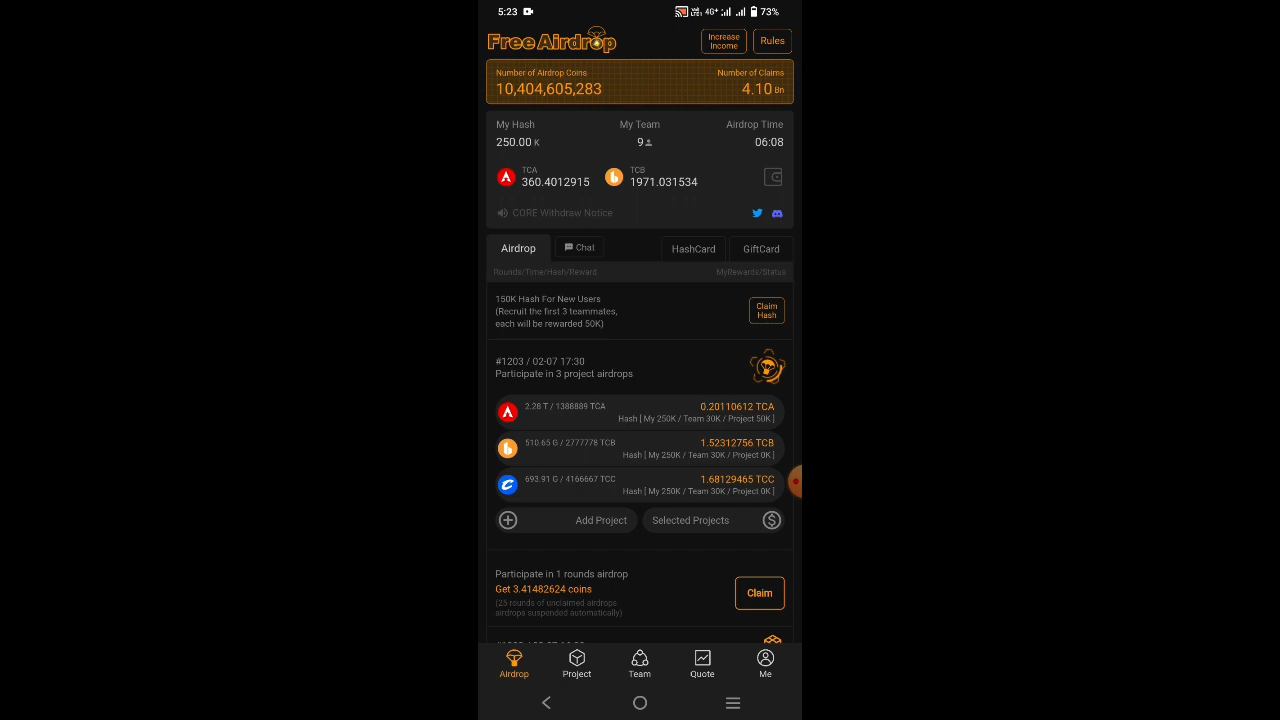 5:23
4G+
73%
Free Airdrop
Increase
Income
Rules
Number of Airdrop Coins
Number of Claims
10,404,605,283
4.10 Bn
My Hash
My Team
Airdrop Time
250.00 K
9
06:08
TCA
360.4012915
TCB
1971.031534
CORE Withdraw Notice
Airdrop
Chat
HashCard
GiftCard
Rounds/Time/Hash/Reward
MyRewards/Status
150K Hash For New Users
(Recruit the first 3 teammates,
each will be rewarded 50K)
Claim
Hash
#1203 / 02-07 17:30
Participate in 3 project airdrops
2.28 T / 1388889 TCA
0.20110612 TCA
Hash [ My 250K / Team 30K / Project 50K ]
510.65 G / 2777778 TCB
1.52312756 TCB
Hash [ My 250K / Team 30K / Project 0K ]
693.91 G / 4166667 TCC
1.68129465 TCC
Hash [ My 250K / Team 30K / Project 0K ]
Add Project
Selected Projects
Participate in 1 rounds airdrop
Get 3.41482624 coins
(25 rounds of unclaimed airdrops
airdrops suspended automatically)
Claim
Airdrop
Project
Team
Quote
Me